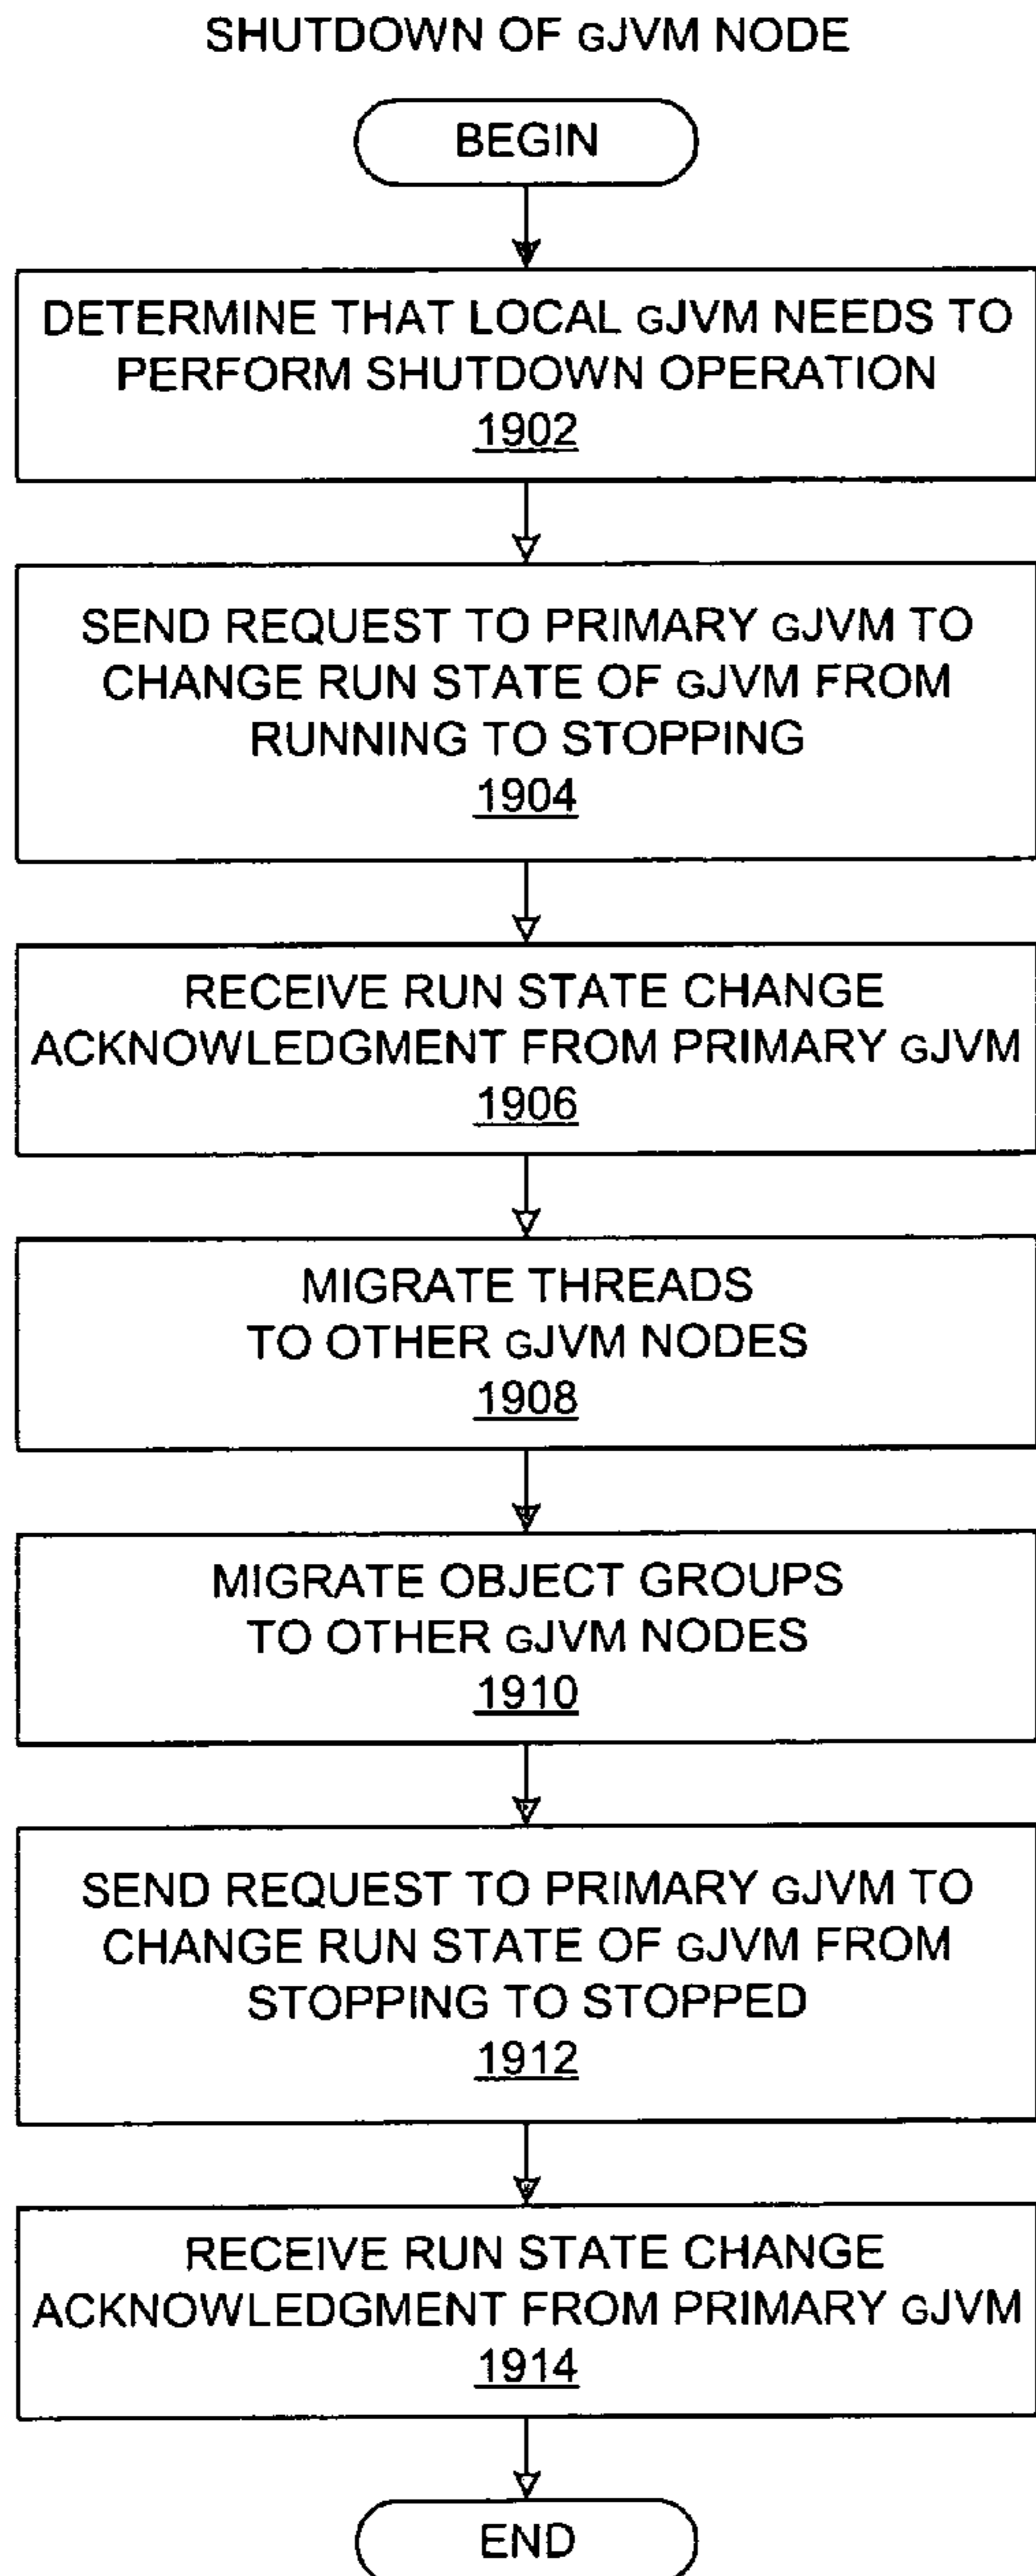 SHUTDOWN OF GJVM NODE
BEGIN
DETERMINE THAT LOCAL GJVM NEEDS TO
PERFORM SHUTDOWN OPERATION
1902
SEND REQUEST TO PRIMARY GJVM TO
CHANGE RUN STATE OF GJVM FROM
RUNNING TO STOPPING
1904
RECEIVE RUN STATE CHANGE
ACKNOWLEDGMENT FROM PRIMARY GJVM
1906
MIGRATE THREADS
TO OTHER GJVM NODES
1908
MIGRATE OBJECT GROUPS
TO OTHER GJVM NODES
1910
SEND REQUEST TO PRIMARY GJVM TO
CHANGE RUN STATE OF GJVM FROM
STOPPING TO STOPPED
1912
RECEIVE RUN STATE CHANGE
ACKNOWLEDGMENT FROM PRIMARY GJVM
1914
END